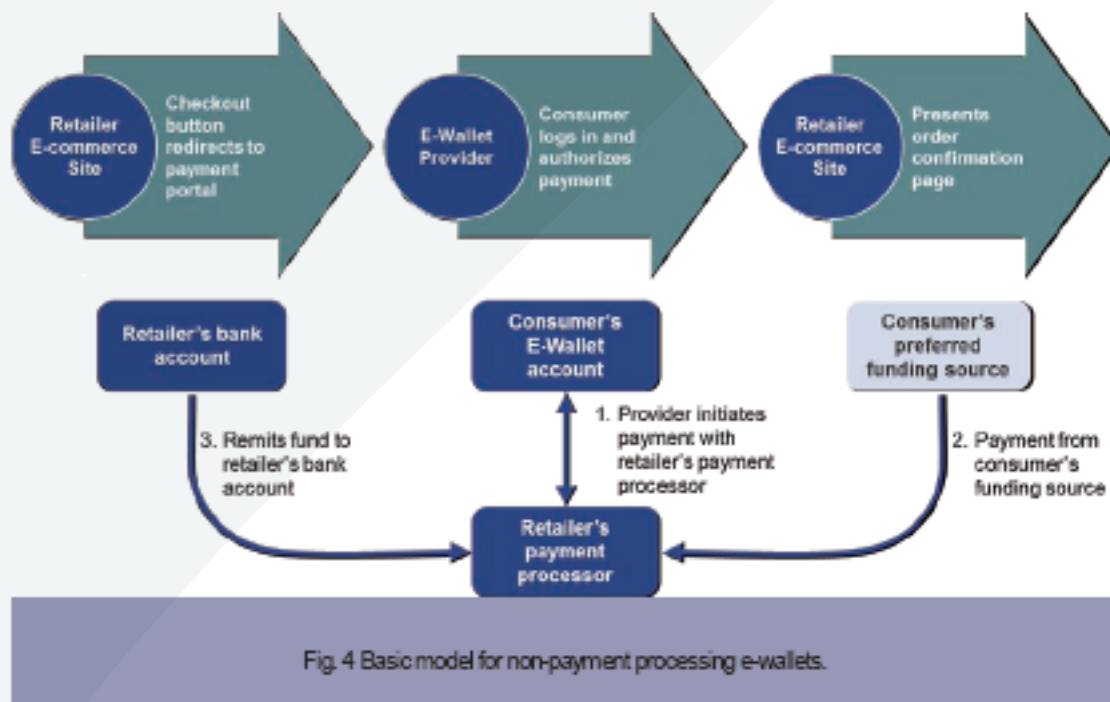 Retailer
E-commerce
Site
Checkout
button
redirects to
payment
portal
E-Wallet
Provider
Consumer
logs in and
authorizes
payment
Retailer
E-commerce
Site
Presents
order
confirmation
page
Retailer's bank
account
Consumer's
E-Wallet
account
Consumer's
preferred
funding source
3. Remits fund to
retailer's bank
account
1. Provider initiates
payment with
retailer's payment
processor
2. Payment from
consumer's
funding source
Retailer's
payment
processor
Fig. 4 Basic model for non-payment processing e-wallets.